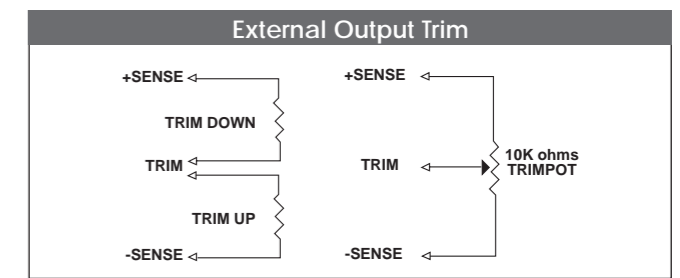 External Output Trim
+SENSE
TRIM DOWN
TRIM
TRIM UP
-SENSE
+SENSE
TRIM
10K ohms
TRIMPOT
-SENSE